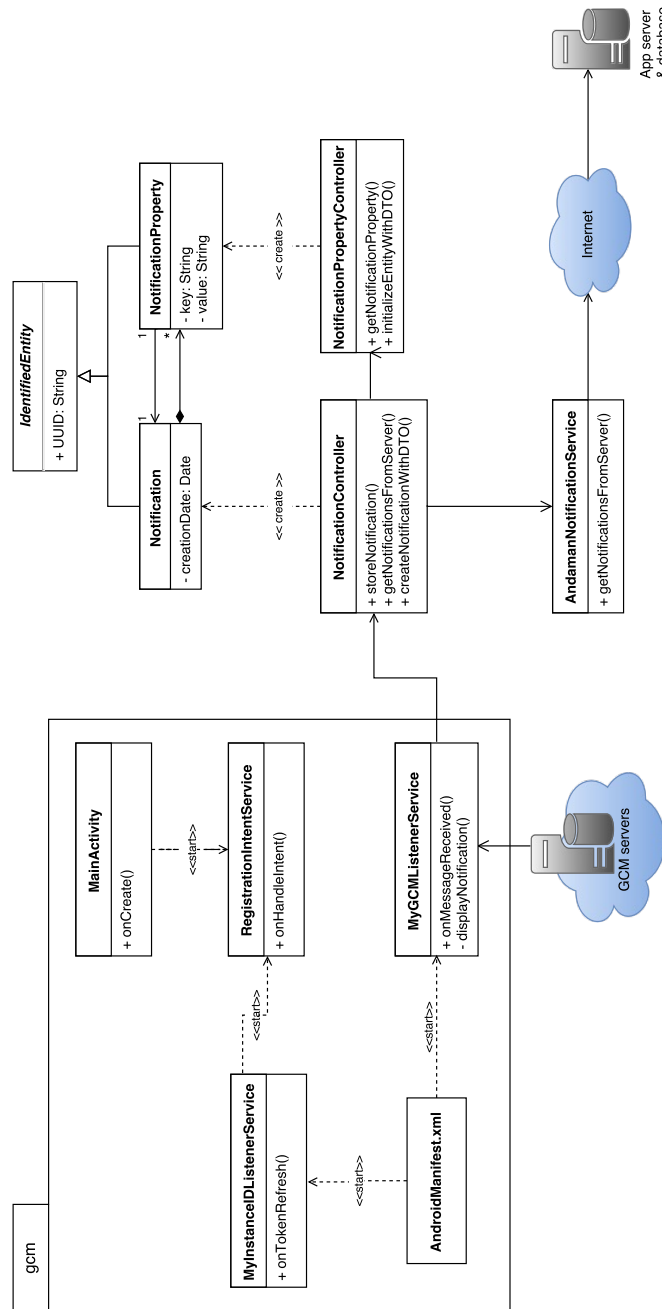 gcm
MyInstanceIDListenerService
+ onTokenRefresh()
<<start>>
AndroidManifest.xml
<<start>>
<<start>>
MainActivity
+ onCreate()
<<start>>
RegistrationIntentService
+ onHandleIntent()
MyGCMListenerService
+ onMessageReceived()
- displayNotification()
GCM servers
IdentifiedEntity
+ UUID: String
Notification
- creationDate: Date
1
1
*
NotificationProperty
- key: String
- value: String
<< create >>
<< create >>
NotificationController
+ storeNotification()
+ getNotificationsFromServer()
+ createNotificationWithDTO()
NotificationPropertyController
+ getNotificationProperty()
+ initializeEntityWithDTO()
AndamanNotificationService
+ getNotificationsFromServer()
Internet
App server
& database